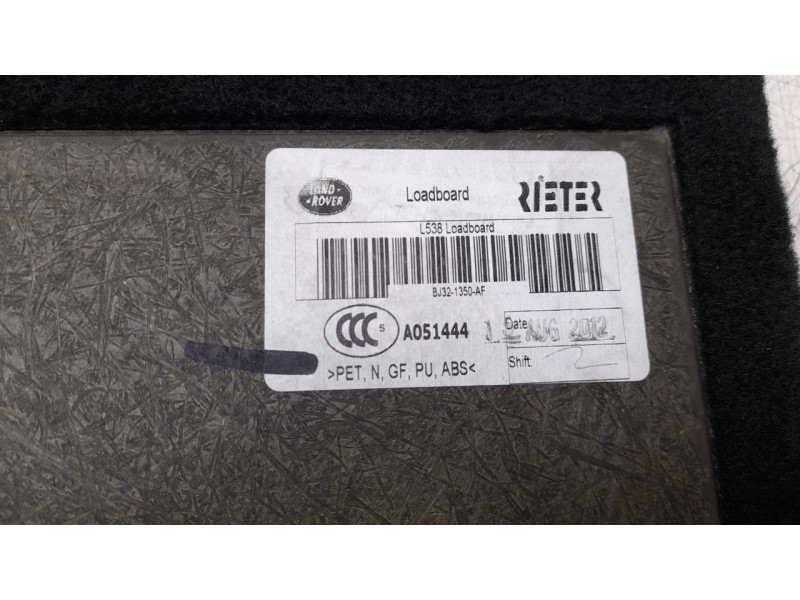 LAND-
-ROVER
Loadboard
RIETER
L538 Loadboard
BJ32-1350-AF
CCC S A051444
Date:
AUG 2012
Shift: 2
>PET, N, GF, PU, ABS<